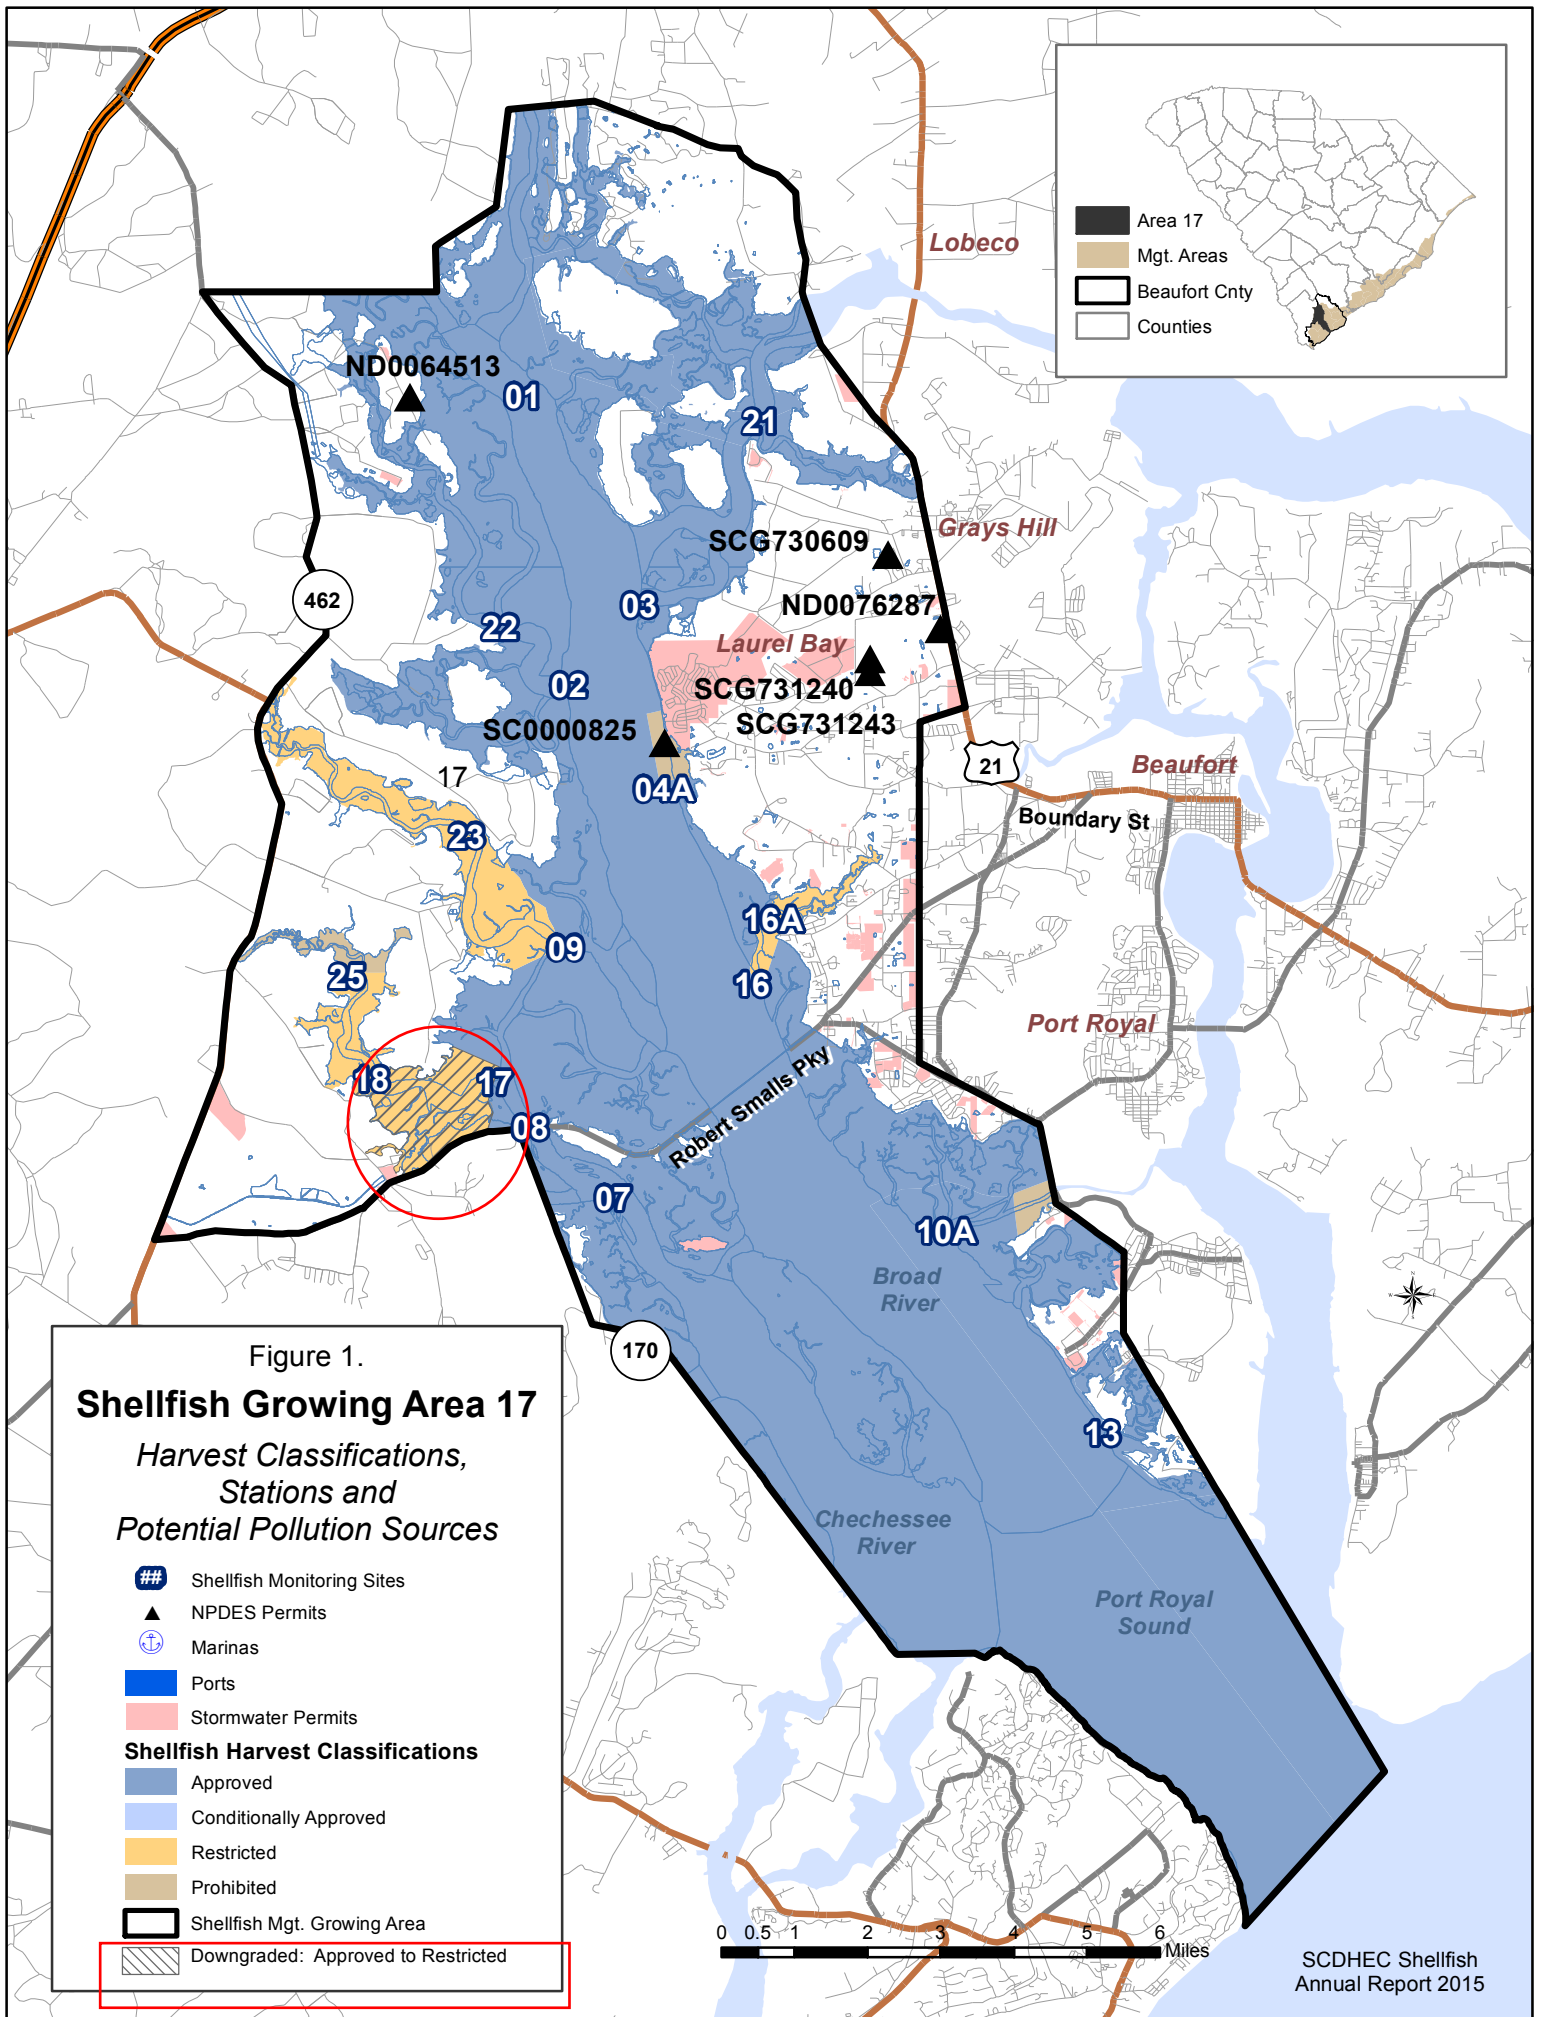 Lobeco
Area 17
Mgt. Areas
Beaufort Cnty
Counties
ND0064513
01
21
Grays Hill
SCG730609
462
03
ND0076287
22
Laurel Bay
02
SCG731240
SC0000825
SCG731243
17
21
Beaufort
04A
Boundary St
23
16A
09
25
16
Port Royal
18
17
Robert Smalls Pky
08
07
10A
Broad
River
N
W
E
S
170
Figure 1.
Shellfish Growing Area 17
Harvest Classifications,
Stations and
Potential Pollution Sources
13
Chechessee
River
## Shellfish Monitoring Sites
NPDES Permits
Marinas
Ports
Stormwater Permits
Shellfish Harvest Classifications
Approved
Conditionally Approved
Restricted
Prohibited
Shellfish Mgt. Growing Area
Downgraded: Approved to Restricted
Port Royal
Sound
0 0.5 1 2 3 4 5 6
Miles
SCDHEC Shellfish
Annual Report 2015